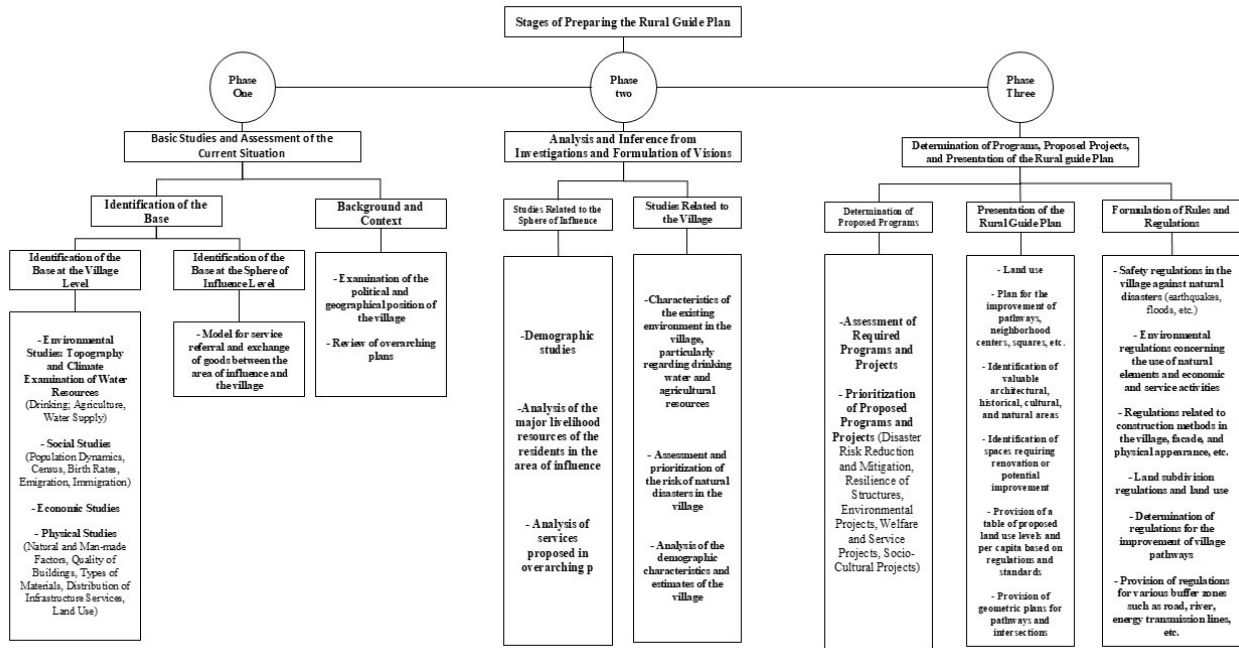 Stages of Preparing the Rural Guide Plan
Phase
One
Phase
two
Phase
Three
Basic Studies and Assessment of the
Current Situation
Analysis and Inference from
Investigations and Formulation of Visions
Determination of Programs, Proposed Projects,
and Presentation of the Rural guide Plan
Identification of the
Base
Background and
Context
Studies Related to the
Sphere of Influence
Studies Related to
the Village
Determination of
Proposed Programs
Presentation of the
Rural Guide Plan
Formulation of Rules and
Regulations
Identification of the
Base at the Village
Level
Identification of the
Base at the Sphere of
Influence Level
- Examination of the
political and
geographical position of
the village
- Review of overarching
plans
- Environmental
Studies: Topography
and Climate
Examination of Water
Resources
(Drinking; Agriculture,
Water Supply)
- Social Studies
(Population Dynamics,
Census, Birth Rates,
Emigration, Immigration)
- Economic Studies
- Physical Studies
(Natural and Man-made
Factors, Quality of
Buildings, Types of
Materials, Distribution of
Infrastructure Services,
Land Use)
- Model for service
referral and exchange
of goods between the
area of influence and
the village
- Demographic
studies
- Analysis of the
major livelihood
resources of the
residents in the
area of influence
- Analysis of
services
proposed in
overarching p
-Characteristics of
the existing
environment in the
village,
particularly
regarding drinking
water and
agricultural
resources
- Assessment and
prioritization of
the risk of natural
disasters in the
village
- Analysis of the
demographic
characteristics and
estimates of the
village
-Assessment of
Required
Programs and
Projects
- Prioritization of
Proposed
Programs and
Projects (Disaster
Risk Reduction
and Mitigation,
Resilience of
Structures,
Environmental
Projects, Welfare
and Service
Projects, Socio-
Cultural Projects)
- Land use
- Plan for the
improvement of
pathways,
neighborhood
centers, squares, etc.
- Identification of
valuable
architectural,
historical, cultural,
and natural areas
- Identification of
spaces requiring
renovation or
potential
improvement
- Provision of a
table of proposed
land use levels and
per capita based on
regulations and
standards
- Provision of
geometric plans for
pathways and
intersections
- Safety regulations in the
village against natural
disasters (earthquakes,
floods, etc.)
- Environmental
regulations concerning
the use of natural
elements and economic
and service activities
- Regulations related to
construction methods in
the village, facade, and
physical appearance, etc.
- Land subdivision
regulations and land use
- Determination of
regulations for the
improvement of village
pathways
- Provision of regulations
for various buffer zones
such as road, river,
energy transmission lines,
etc.